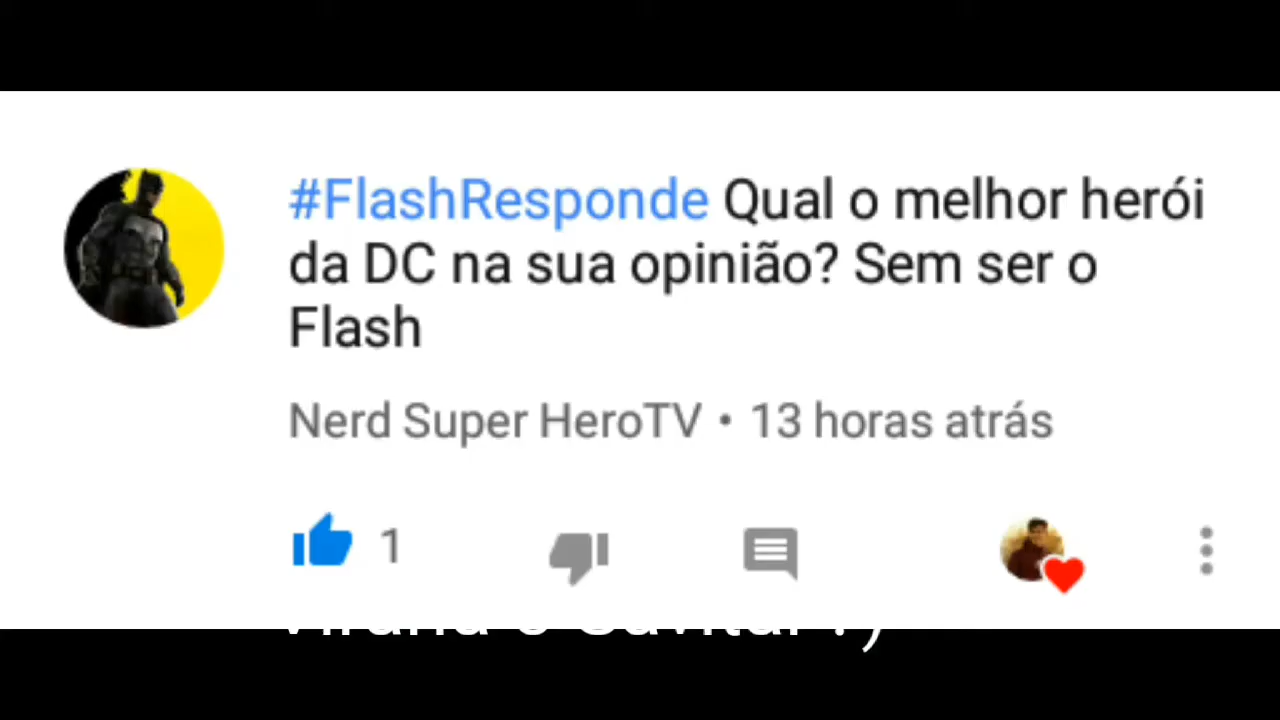 #FlashResponde Qual o melhor herói
da DC na sua opinião? Sem ser o
Flash
Nerd Super HeroTV • 13 horas atrás
1